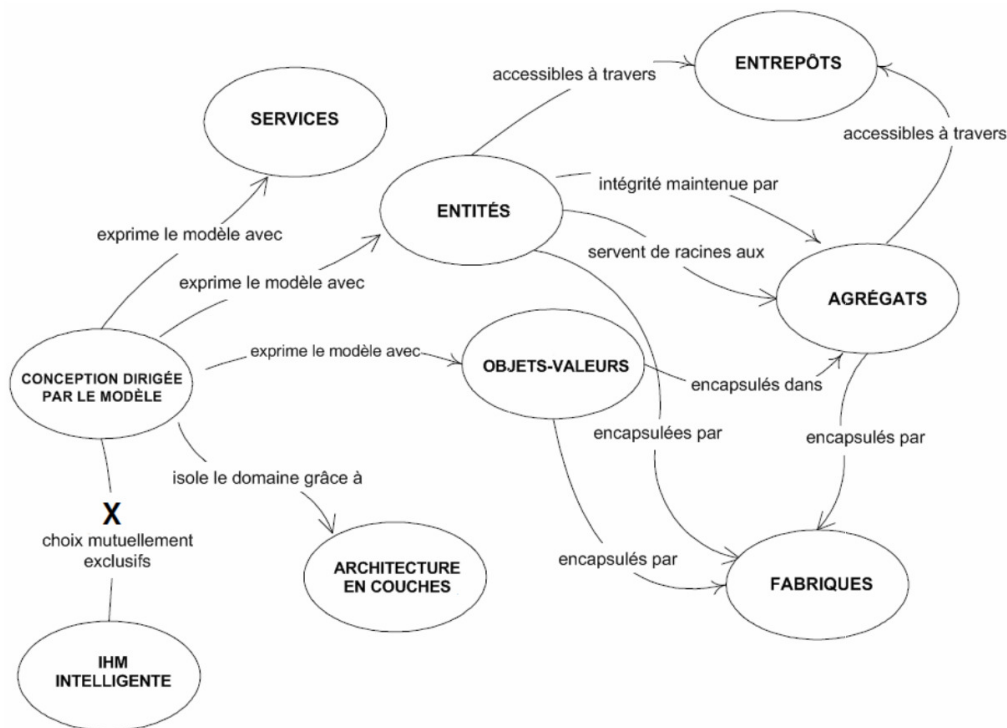 ENTREPÔTS
accessibles à travers
SERVICES
accessibles à travers
intégrité maintenue par
ENTITÉS
exprime le modèle avec
servent de racines aux
exprime le modèle avec
AGRÉGATS
exprime le modèle avec
OBJETS-VALEURS
CONCEPTION DIRIGÉE
PAR LE MODÈLE
encapsulés dans
encapsulées par
encapsulés par
isole le domaine grâce à
X
choix mutuellement
exclusifs
encapsulés par
ARCHITECTURE
EN COUCHES
FABRIQUES
IHM
INTELLIGENTE